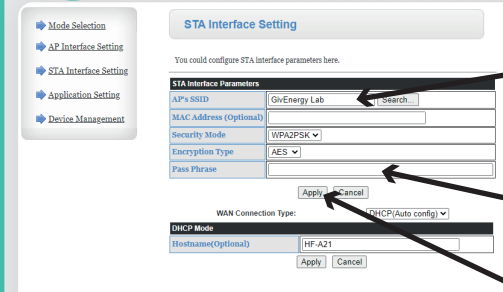 Mode Selection
AP Interface Setting
STA Interface Setting
Application Setting
Device Management
STA Interface Setting
You could configure STA interface parameters here.
STA Interface Parameters
AP's SSID GivEnergy Lab Search...
MAC Address (Optional)
Security Mode WPA2PSK
Encryption Type AES
Pass Phrase
Apply Cancel
WAN Connection Type: DHCP(Auto config)
DHCP Mode
Hostname(Optional) HF-A21
Apply Cancel